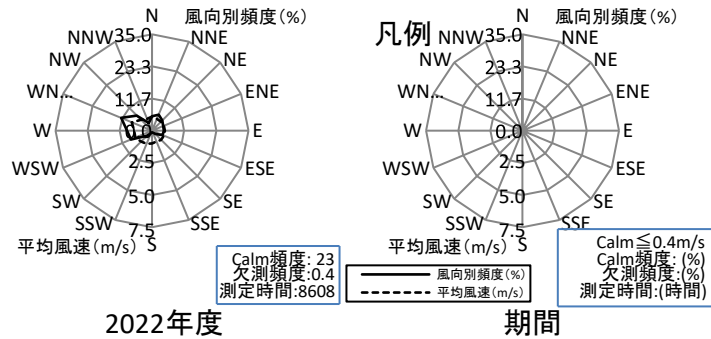 N 風向別頻度(%)
NNW 35.0 NNE
NW 23.3 NE
WN... 11.7 ENE
W 0.0 E
WSW 2.5 ESE
SW 5.0 SE
SSW 7.5 SSE
平均風速(m/s) S
Calm頻度: 23
欠測頻度:0.4
測定時間:8608
2022年度
凡例
N 風向別頻度(%)
NNW 35.0 NNE
NW 23.3 NE
WN... 11.7 ENE
W 0.0 E
WSW 2.5 ESE
SW 5.0 SE
SSW 7.5 SSE
平均風速(m/s) S
Calm≦0.4m/s
Calm頻度: (%)
欠測頻度:(%)
測定時間:(時間)
風向別頻度(%)
平均風速(m/s)
期間